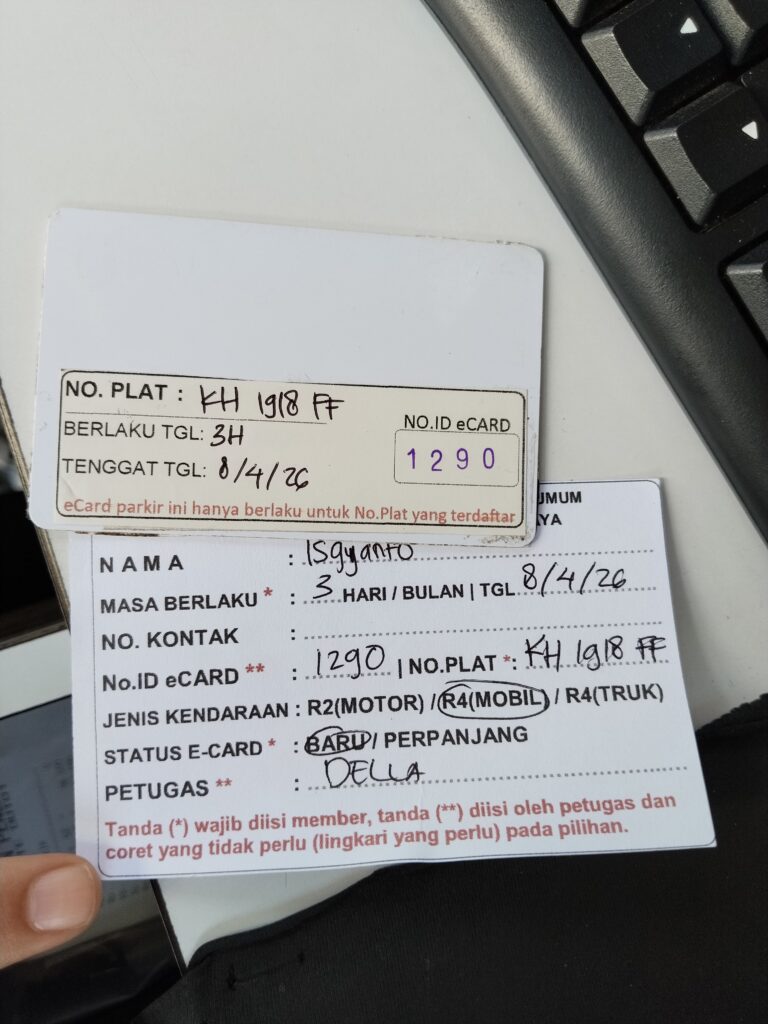 NO. PLAT : KH 1918 FF
BERLAKU TGL: 3H
TENGGAT TGL: 8/4/26
NO.ID eCARD
1290
eCard parkir ini hanya berlaku untuk No.Plat yang terdaftar
UMUM
YA
NAMA : Isgyanto
MASA BERLAKU * : 3 HARI / BULAN | TGL 8/4/26
NO. KONTAK :
No.ID eCARD ** : 1290 | NO.PLAT *: KH 1918 FF
JENIS KENDARAAN : R2(MOTOR) / R4(MOBIL) / R4(TRUK)
STATUS E-CARD * : BARU / PERPANJANG
PETUGAS ** : DELLA
Tanda (*) wajib diisi member, tanda (**) diisi oleh petugas dan
coret yang tidak perlu (lingkari yang perlu) pada pilihan.